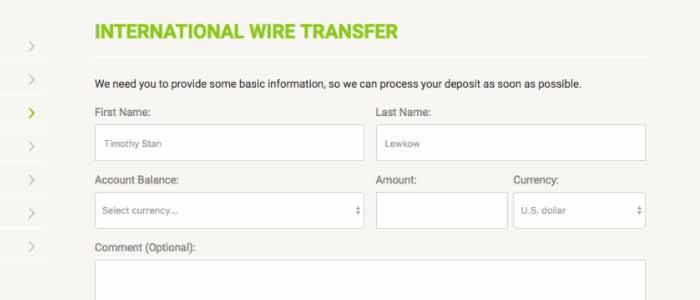 INTERNATIONAL WIRE TRANSFER
We need you to provide some basic information, so we can process your deposit as soon as possible.
First Name: Last Name:
Timothy Stan Lewkow
Account Balance: Amount: Currency:
Select currency... U.S. dollar
Comment (Optional):